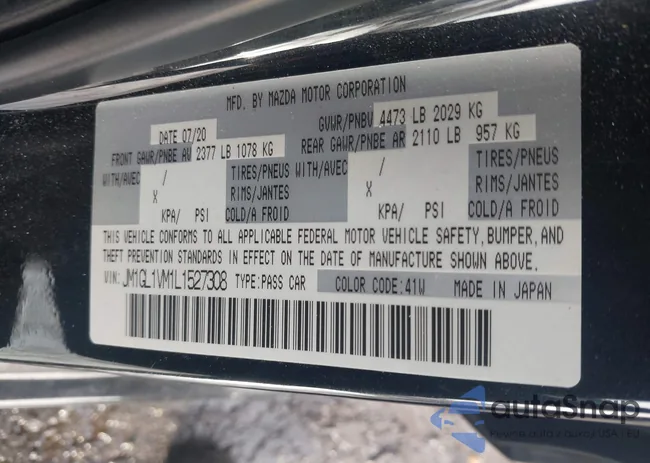 MFD. BY MAZDA MOTOR CORPORATION
DATE 07/20 GVWR/PNBV 4473 LB 2029 KG
FRONT GAWR/PNBE AV 2377 LB 1078 KG REAR GAWR/PNBE AR 2110 LB 957 KG
WITH/AVEC / TIRES/PNEUS WITH/AVEC / TIRES/PNEUS
X RIMS/JANTES X RIMS/JANTES
KPA/ PSI COLD/A FROID KPA/ PSI COLD/A FROID
THIS VEHICLE CONFORMS TO ALL APPLICABLE FEDERAL MOTOR VEHICLE SAFETY, BUMPER, AND
THEFT PREVENTION STANDARDS IN EFFECT ON THE DATE OF MANUFACTURE SHOWN ABOVE.
VIN: JM1GL1VM1L1527308 TYPE:PASS CAR COLOR CODE:41W MADE IN JAPAN
autoSnap